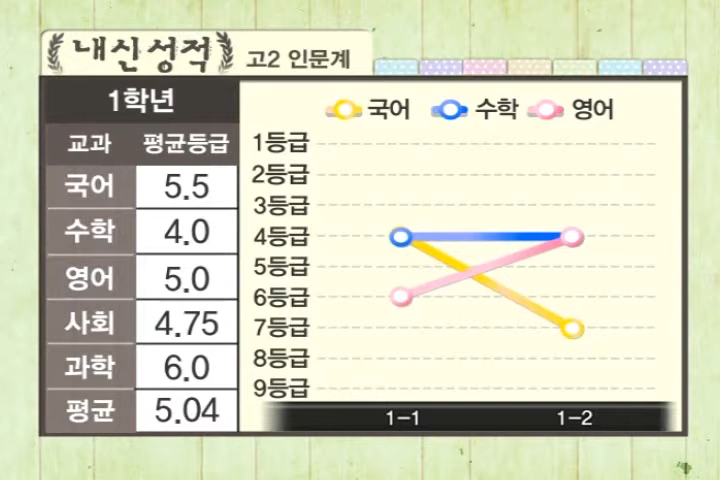 내신성적 고2 인문계
1학년
교과 평균등급
국어 5.5
수학 4.0
영어 5.0
사회 4.75
과학 6.0
평균 5.04
국어 수학 영어
1등급
2등급
3등급
4등급
5등급
6등급
7등급
8등급
9등급
1-1 1-2